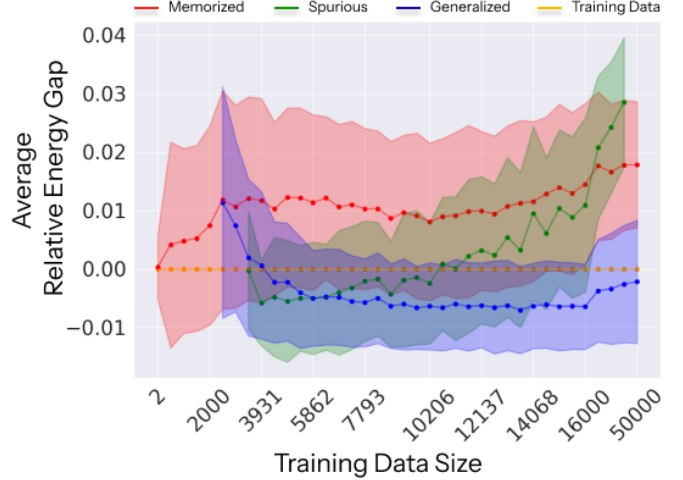 Memorized Spurious Generalized Training Data
0.04
0.03
0.02
0.01
0.00
−0.01
Average
Relative Energy Gap
2 2000 3931 5862 7793 10206 12137 14068 16000 50000
Training Data Size